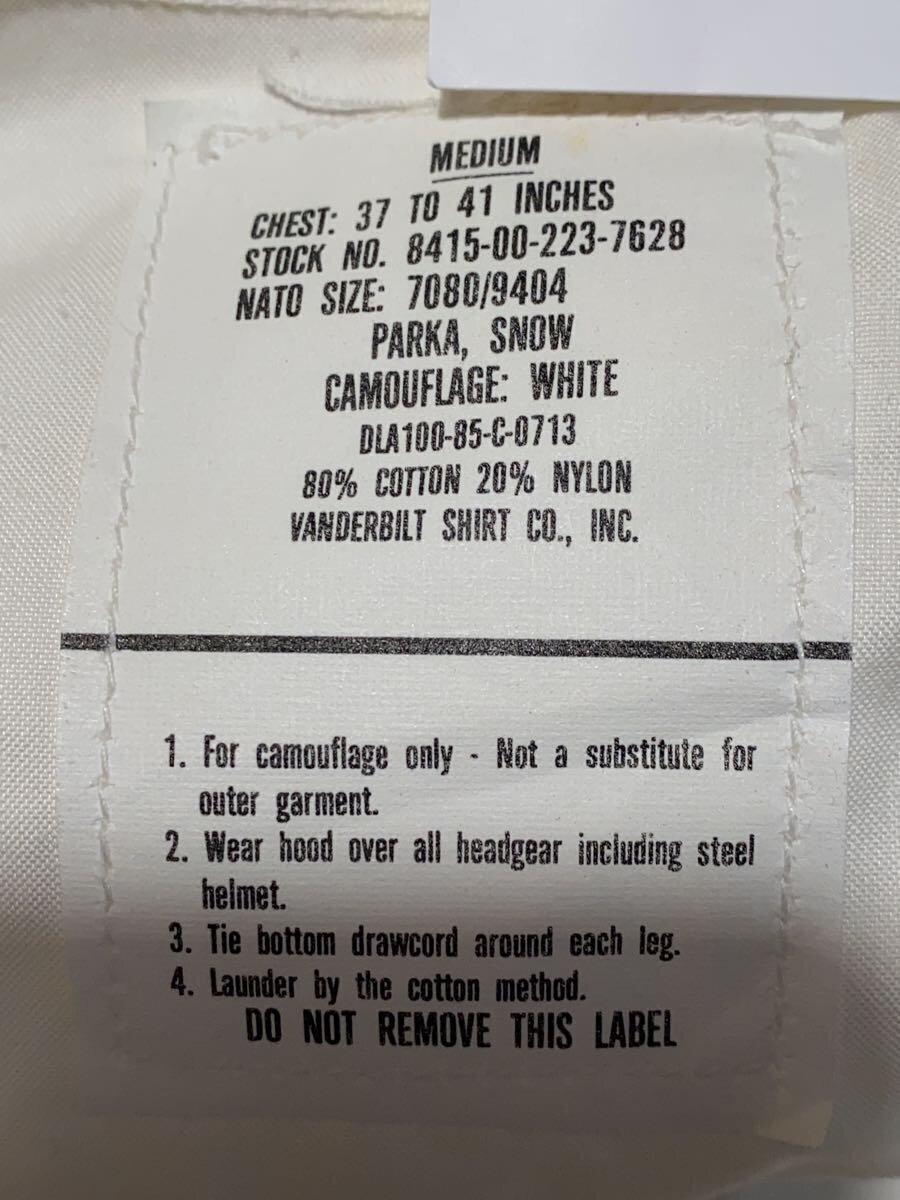 MEDIUM
CHEST: 37 TO 41 INCHES
STOCK NO. 8415-00-223-7628
NATO SIZE: 7080/9404
PARKA, SNOW
CAMOUFLAGE: WHITE
DLA100-85-C-0713
80% COTTON 20% NYLON
VANDERBILT SHIRT CO., INC.
1. For camouflage only - Not a substitute for
outer garment.
2. Wear hood over all headgear including steel
helmet.
3. Tie bottom drawcord around each leg.
4. Launder by the cotton method.
DO NOT REMOVE THIS LABEL